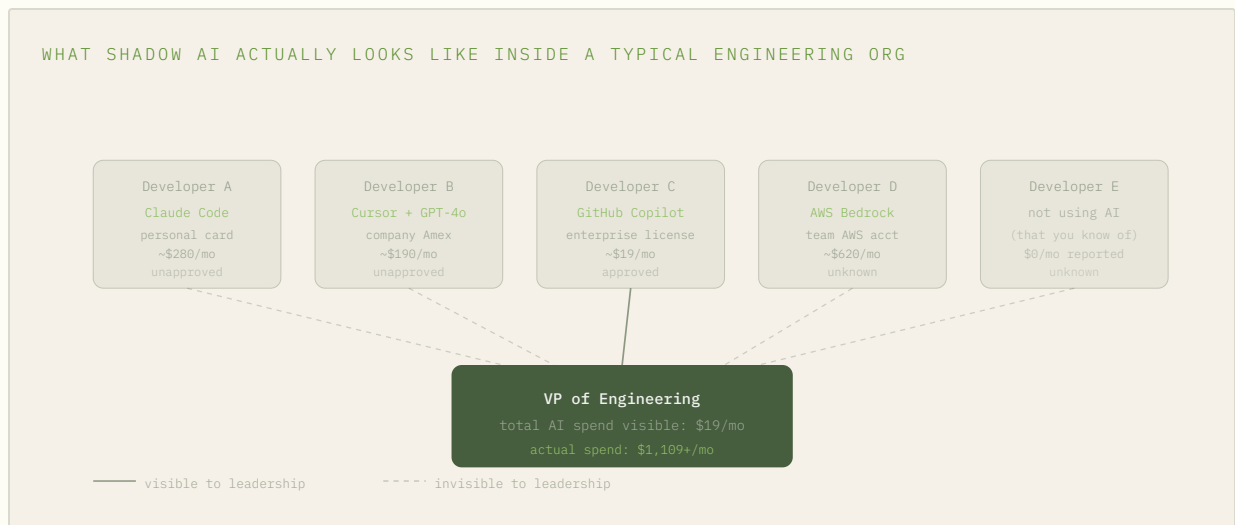 WHAT SHADOW AI ACTUALLY LOOKS LIKE INSIDE A TYPICAL ENGINEERING ORG
Developer A
Claude Code
personal card
~$280/mo
unapproved
Developer B
Cursor + GPT-4o
company Amex
~$190/mo
unapproved
Developer C
GitHub Copilot
enterprise license
~$19/mo
approved
Developer D
AWS Bedrock
team AWS acct
~$620/mo
unknown
Developer E
not using AI
(that you know of)
$0/mo reported
unknown
VP of Engineering
total AI spend visible: $19/mo
actual spend: $1,109+/mo
visible to leadership
invisible to leadership